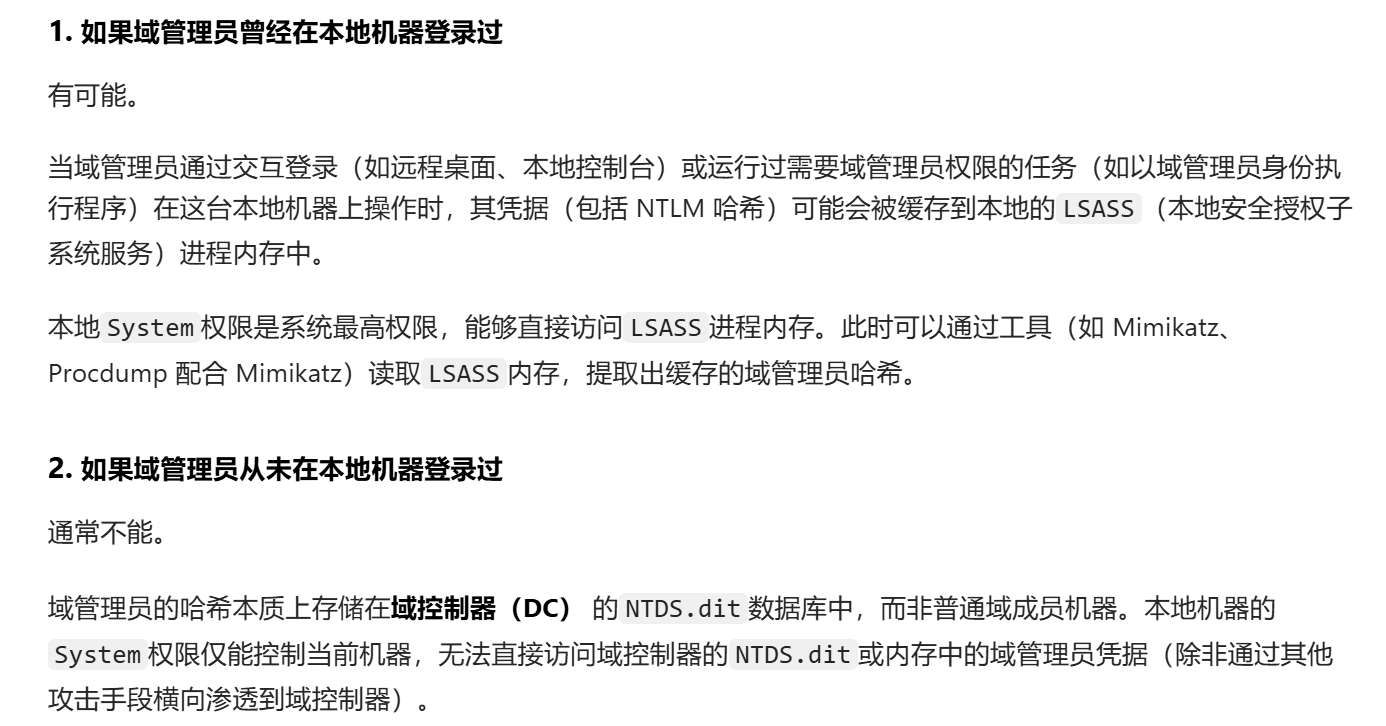 1. 如果域管理员曾经在本地机器登录过
有可能。
当域管理员通过交互登录（如远程桌面、本地控制台）或运行过需要域管理员权限的任务（如以域管理员身份执
行程序）在这台本地机器上操作时，其凭据（包括 NTLM 哈希）可能会被缓存到本地的 LSASS（本地安全授权子
系统服务）进程内存中。
本地 System 权限是系统最高权限，能够直接访问 LSASS 进程内存。此时可以通过工具（如 Mimikatz、
Procdump 配合 Mimikatz）读取 LSASS 内存，提取出缓存的域管理员哈希。
2. 如果域管理员从未在本地机器登录过
通常不能。
域管理员的哈希本质上存储在域控制器（DC） 的 NTDS.dit 数据库中，而非普通域成员机器。本地机器的
System 权限仅能控制当前机器，无法直接访问域控制器的 NTDS.dit 或内存中的域管理员凭据（除非通过其他
攻击手段横向渗透到域控制器）。